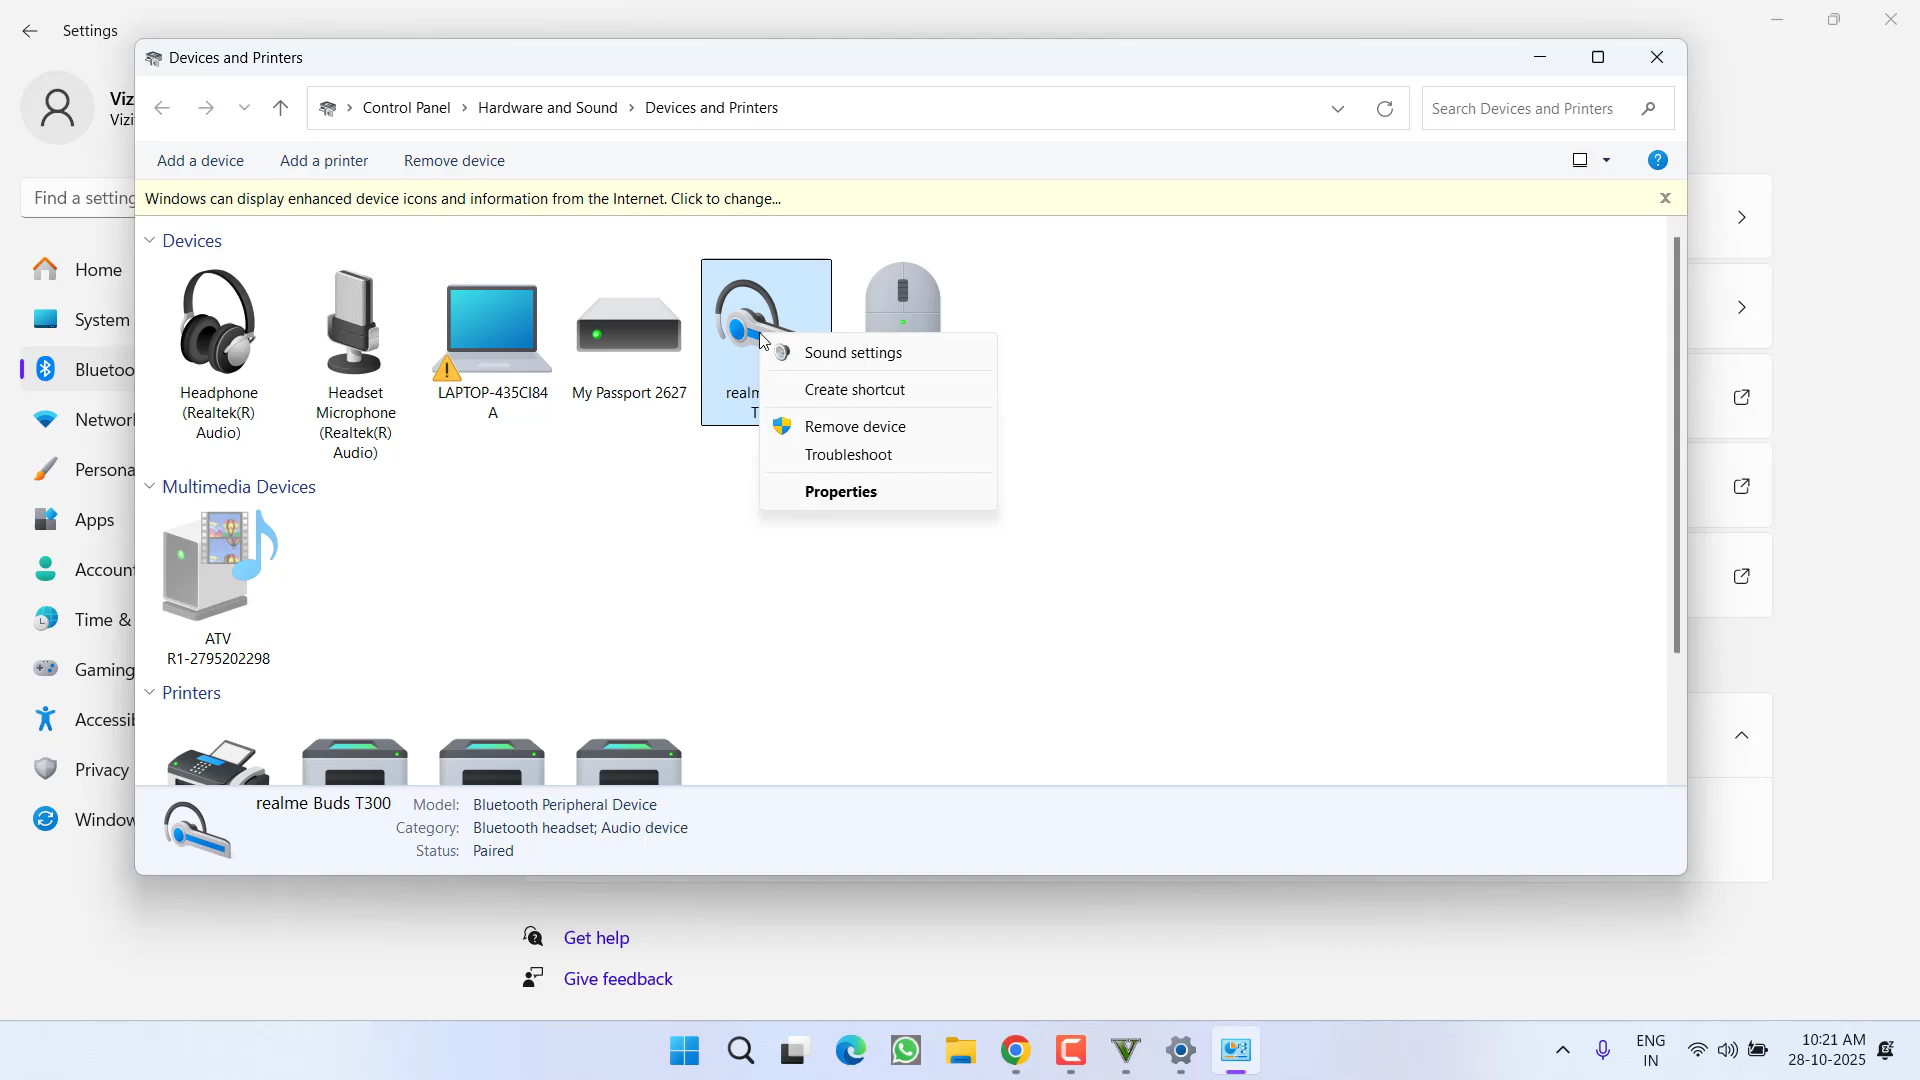 Settings
Devices and Printers
Viz
Vizi
Control Panel > Hardware and Sound > Devices and Printers
Search Devices and Printers
Add a device
Add a printer
Remove device
Find a setting
Windows can display enhanced device icons and information from the Internet. Click to change...
Home
System
Bluetoo
Networ
Persona
Apps
Accoun
Time &
Gaming
Accessib
Privacy
Window
Devices
Headphone
(Realtek(R)
Audio)
Headset
Microphone
(Realtek(R)
Audio)
LAPTOP-435CI84
A
My Passport 2627
realm
T
Sound settings
Create shortcut
Remove device
Troubleshoot
Properties
Multimedia Devices
ATV
R1-2795202298
Printers
realme Buds T300
Model: Bluetooth Peripheral Device
Category: Bluetooth headset; Audio device
Status: Paired
Get help
Give feedback
ENG
IN
10:21 AM
28-10-2025